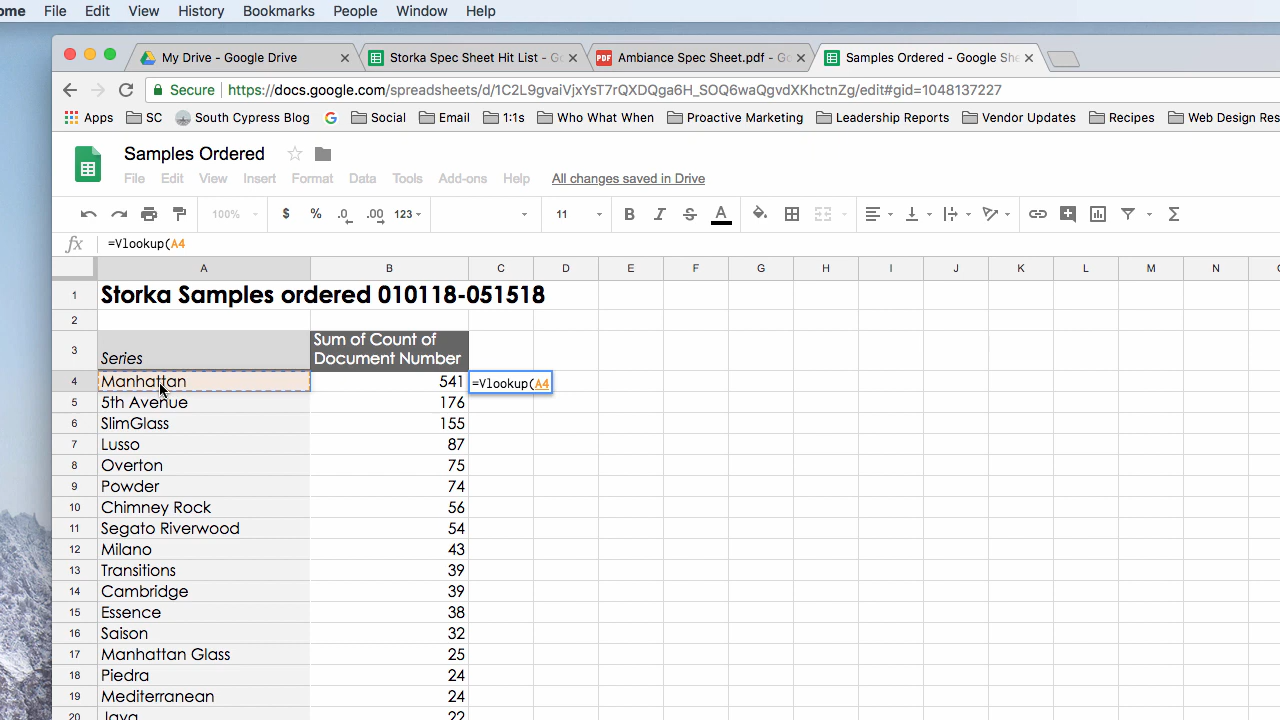 ome File Edit View History Bookmarks People Window Help
My Drive - Google Drive Storka Spec Sheet Hit List - Go Ambiance Spec Sheet.pdf - Go Samples Ordered - Google She
Secure https://docs.google.com/spreadsheets/d/1C2L9gvaiVjxYsT7rQXDQga6H_SOQ6waQgvdXKhctnZg/edit#gid=1048137227
Apps SC South Cypress Blog Social Email 1:1s Who What When Proactive Marketing Leadership Reports Vendor Updates Recipes Web Design Res
Samples Ordered
File Edit View Insert Format Data Tools Add-ons Help All changes saved in Drive
100% $ % .0 .00 123 11 B I S A Σ
fx =Vlookup(A4
A B C D E F G H I J K L M N
1 Storka Samples ordered 010118-051518
2
3 Series Sum of Count of Document Number
4 Manhattan 541 =Vlookup(A4
5 5th Avenue 176
6 SlimGlass 155
7 Lusso 87
8 Overton 75
9 Powder 74
10 Chimney Rock 56
11 Segato Riverwood 54
12 Milano 43
13 Transitions 39
14 Cambridge 39
15 Essence 38
16 Saison 32
17 Manhattan Glass 25
18 Piedra 24
19 Mediterranean 24
20 Java 22